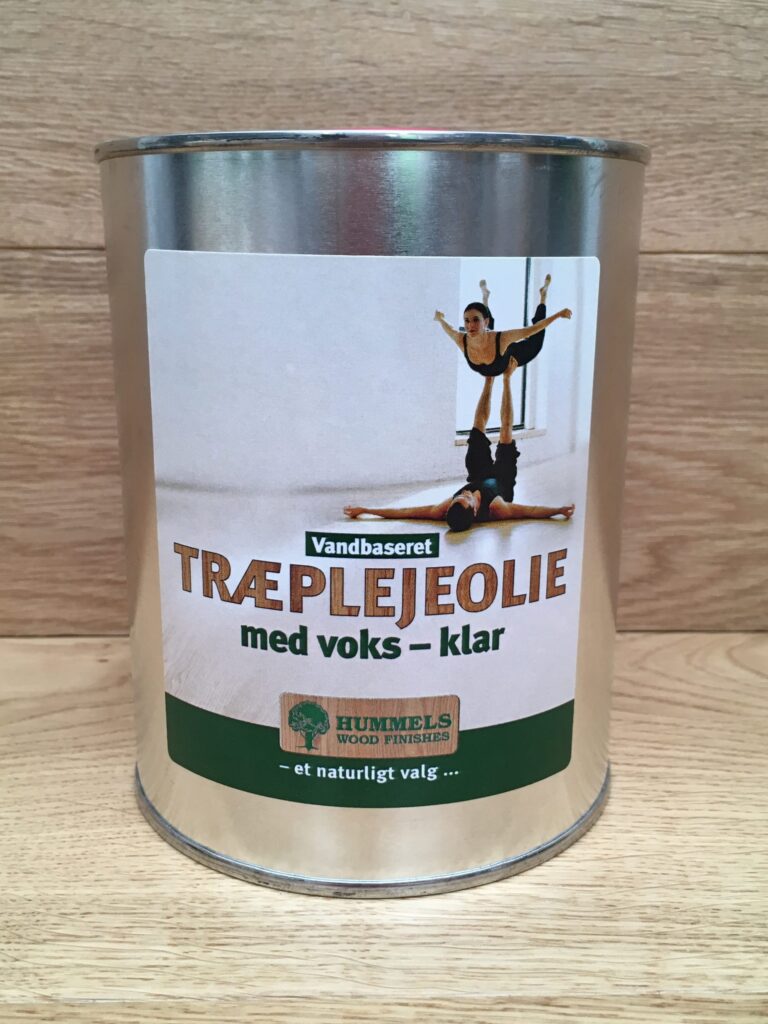 Vandbaseret
TRÆPLEJEOLIE
med voks – klar
HUMMELS
WOOD FINISHES
– et naturligt valg ...